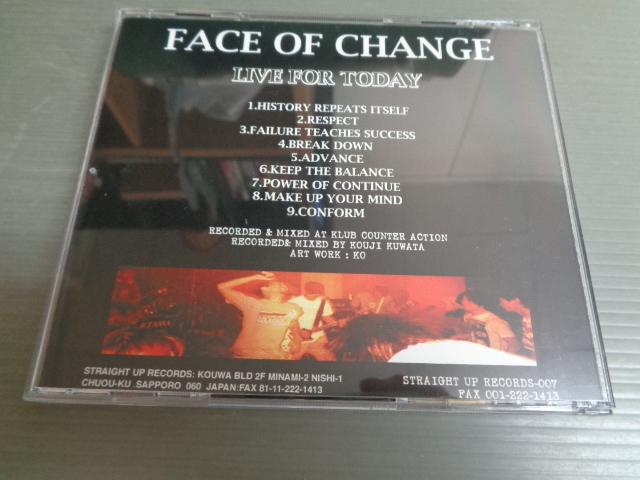 FACE OF CHANGE
LIVE FOR TODAY
1.HISTORY REPEATS ITSELF
2.RESPECT
3.FAILURE TEACHES SUCCESS
4.BREAK DOWN
5.ADVANCE
6.KEEP THE BALANCE
7.POWER OF CONTINUE
8.MAKE UP YOUR MIND
9.CONFORM
RECORDED & MIXED AT KLUB COUNTER ACTION
RECORDED& MIXED BY KOUJI KUWATA
ART WORK : KO
TAMA
STRAIGHT UP RECORDS: KOUWA BLD 2F MINAMI-2 NISHI-1
CHUOU-KU .SAPPORO 060 JAPAN:FAX 81-11-222-1413
STRAIGHT UP RECORDS-007
FAX 001-222-1413